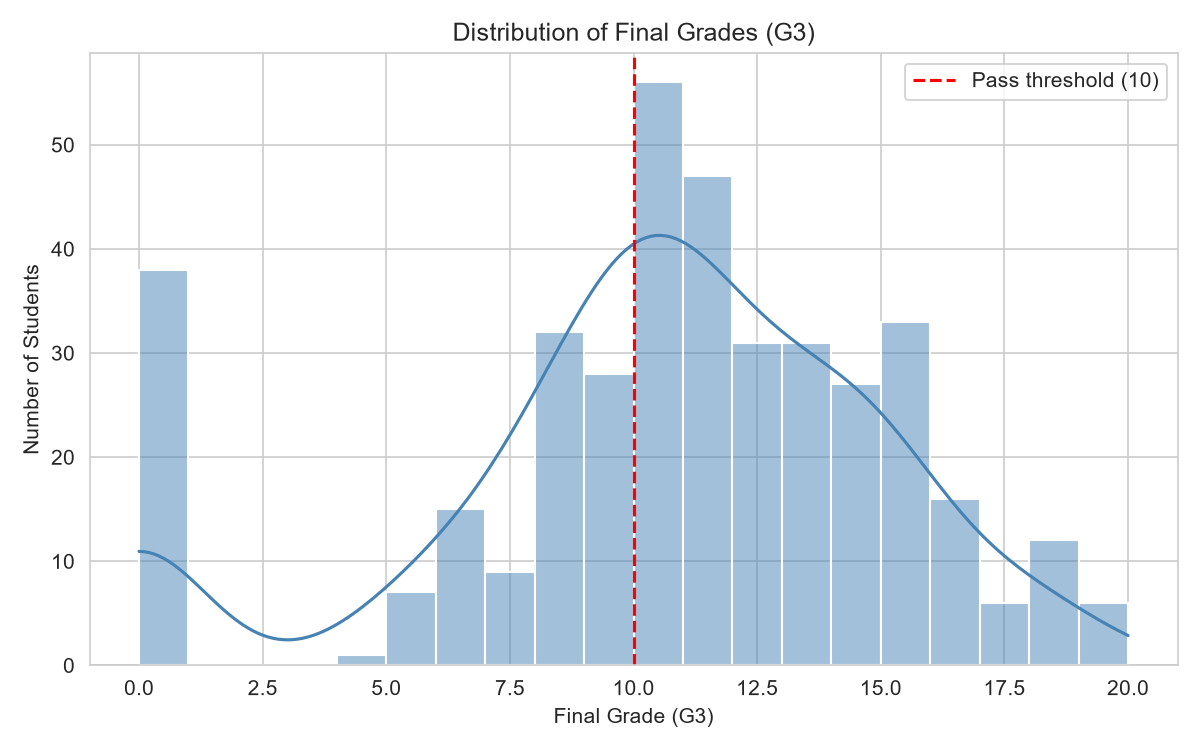 Distribution of Final Grades (G3)
Pass threshold (10)
Number of Students
50
40
30
20
10
0
0.0 2.5 5.0 7.5 10.0 12.5 15.0 17.5 20.0
Final Grade (G3)